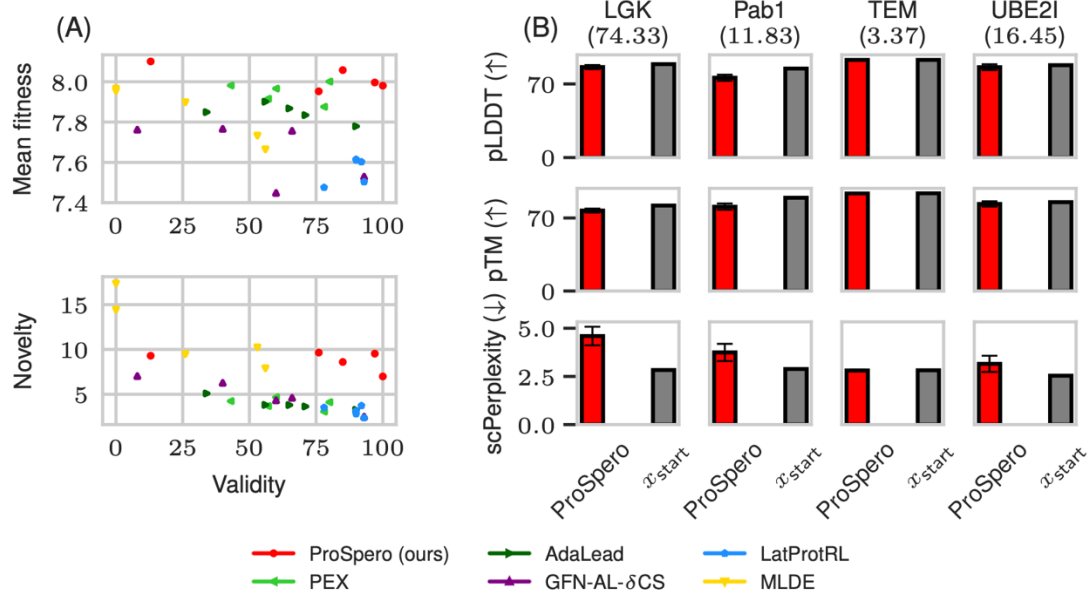 (A)
Mean fitness
8.0
7.8
7.6
7.4
0 25 50 75 100
Novelty
15
10
5
0 25 50 75 100
Validity
(B)
LGK Pab1 TEM UBE2I
(74.33) (11.83) (3.37) (16.45)
pLDDT (↑)
70
0
pTM (↑)
70
0
scPerplexity (↓)
5.0
2.5
0.0
ProSpero x_start ProSpero x_start ProSpero x_start ProSpero x_start
ProSpero (ours) AdaLead LatProtRL
PEX GFN-AL-δCS MLDE